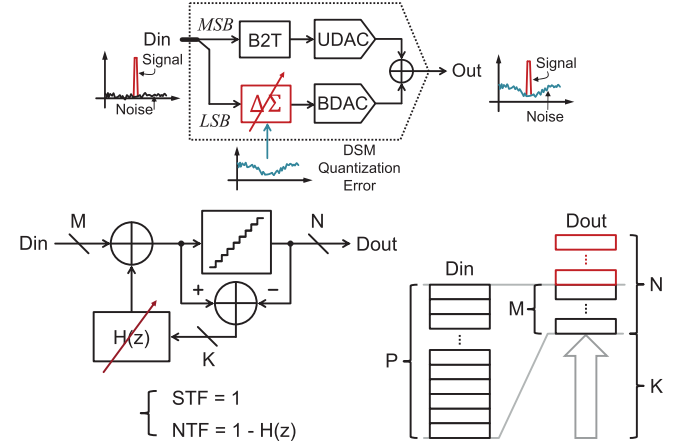 MSB
Din
B2T
UDAC
Signal
Noise
Out
LSB
ΔΣ
BDAC
Signal
Noise
DSM
Quantization
Error
M
N
Din
Dout
+
−
H(z)
K
STF = 1
NTF = 1 - H(z)
Dout
Din
N
M
P
K